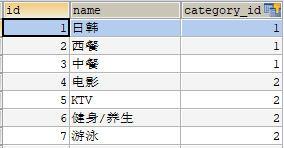 id name category_id
1 日韩 1
2 西餐 1
3 中餐 1
4 电影 2
5 KTV 2
6 健身/养生 2
7 游泳 2